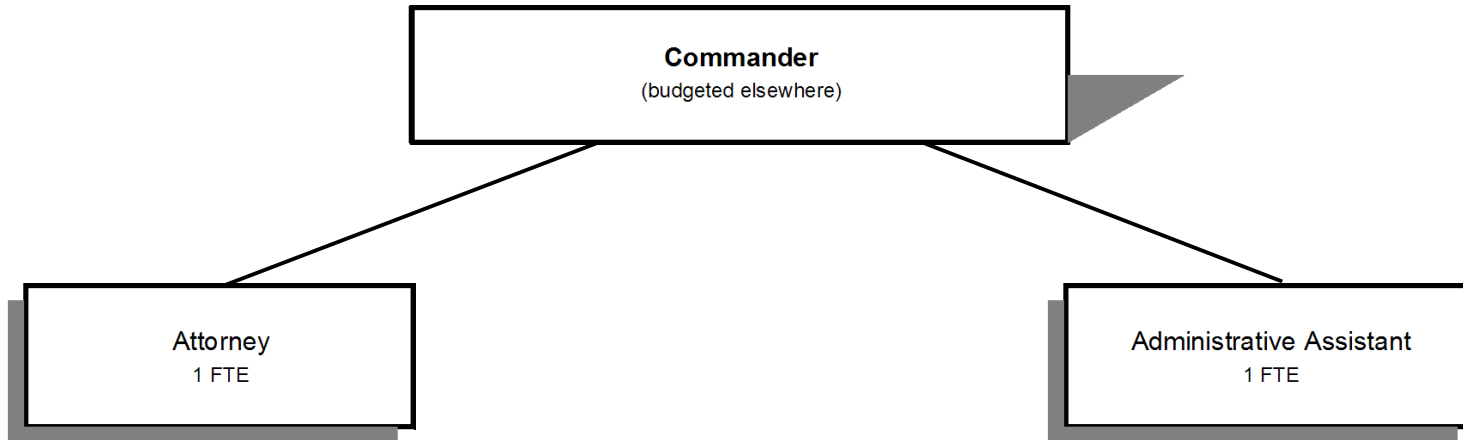 Commander
(budgeted elsewhere)
Attorney
1 FTE
Administrative Assistant
1 FTE